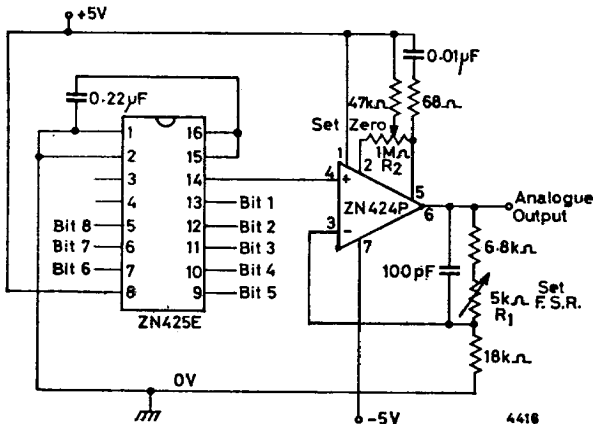 +5V
0.01µF
0.22µF
47kΩ
68Ω
Set Zero
1MΩ
R2
1
2
3
4
5
6
7
8
16
15
14
13
12
11
10
9
Bit 8
Bit 7
Bit 6
Bit 1
Bit 2
Bit 3
Bit 4
Bit 5
ZN425E
1
2
4
+
5
ZN424P
6
3
-
7
Analogue
Output
6.8kΩ
100pF
5kΩ
R1
Set
F.S.R.
18kΩ
0V
-5V
4416